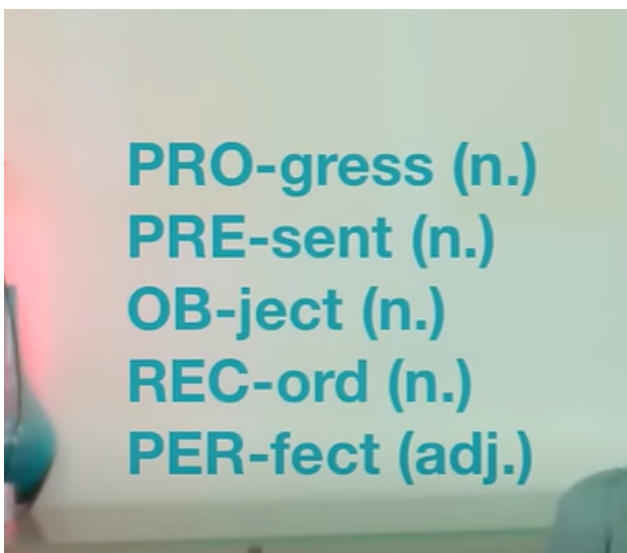 PRO-gress (n.)
PRE-sent (n.)
OB-ject (n.)
REC-ord (n.)
PER-fect (adj.)